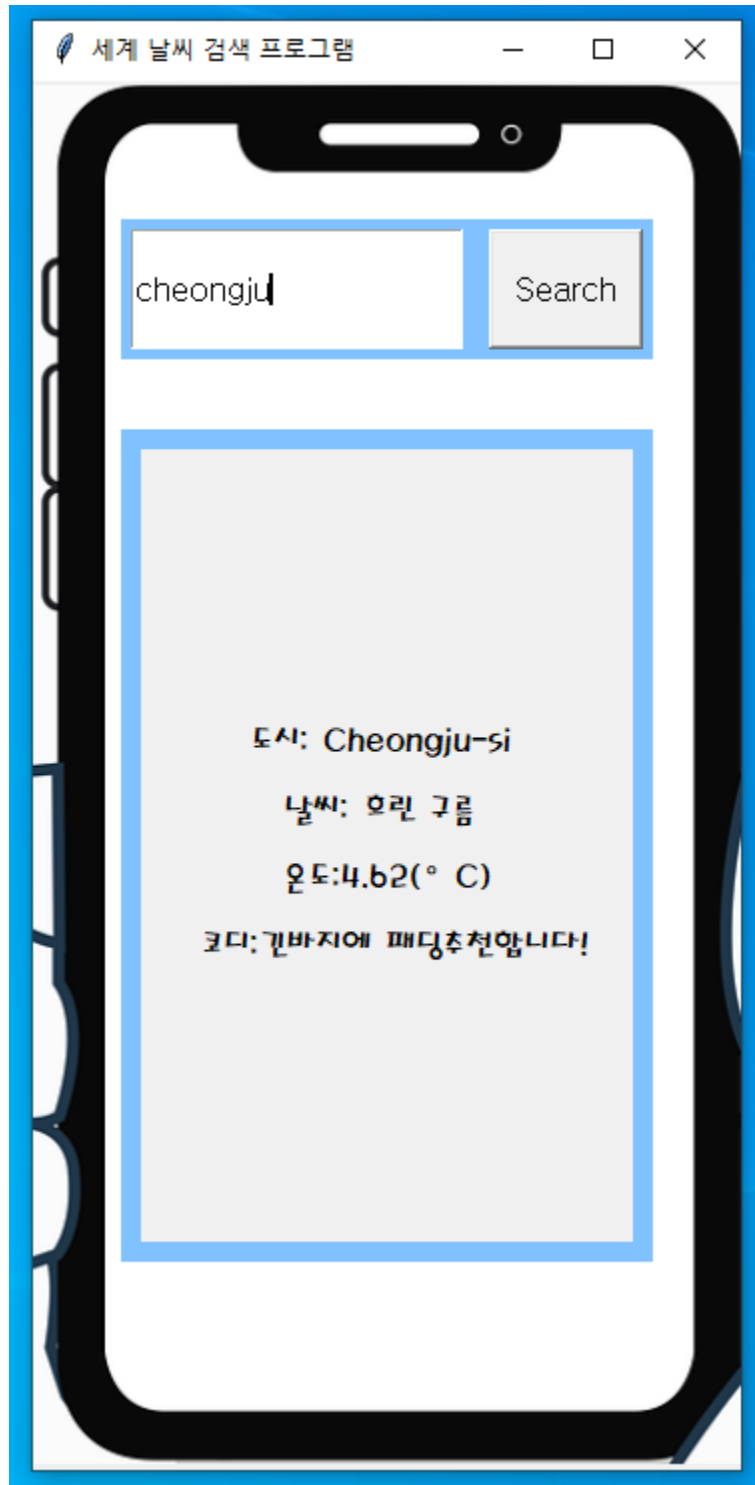 세계 날씨 검색 프로그램
cheongju
Search
도시: Cheongju-si
날씨: 흐린 구름
온도:4.62(° C)
코디:긴바지에 패딩추천합니다!